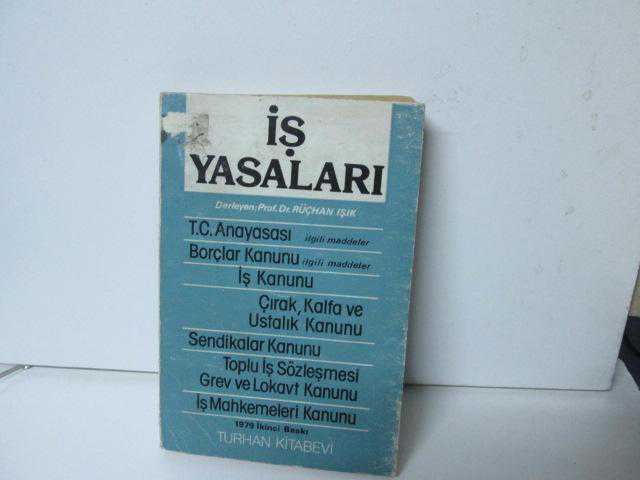 İŞ
YASALARI
Derleyen: Prof. Dr. RÜÇHAN IŞIK
T.C. Anayasası ilgili maddeler
Borçlar Kanunu ilgili maddeler
İş Kanunu
Çırak, Kalfa ve
Ustalık Kanunu
Sendikalar Kanunu
Toplu İş Sözleşmesi
Grev ve Lokavt Kanunu
İş Mahkemeleri Kanunu
1979 İkinci Baskı
TURHAN KİTABEVİ